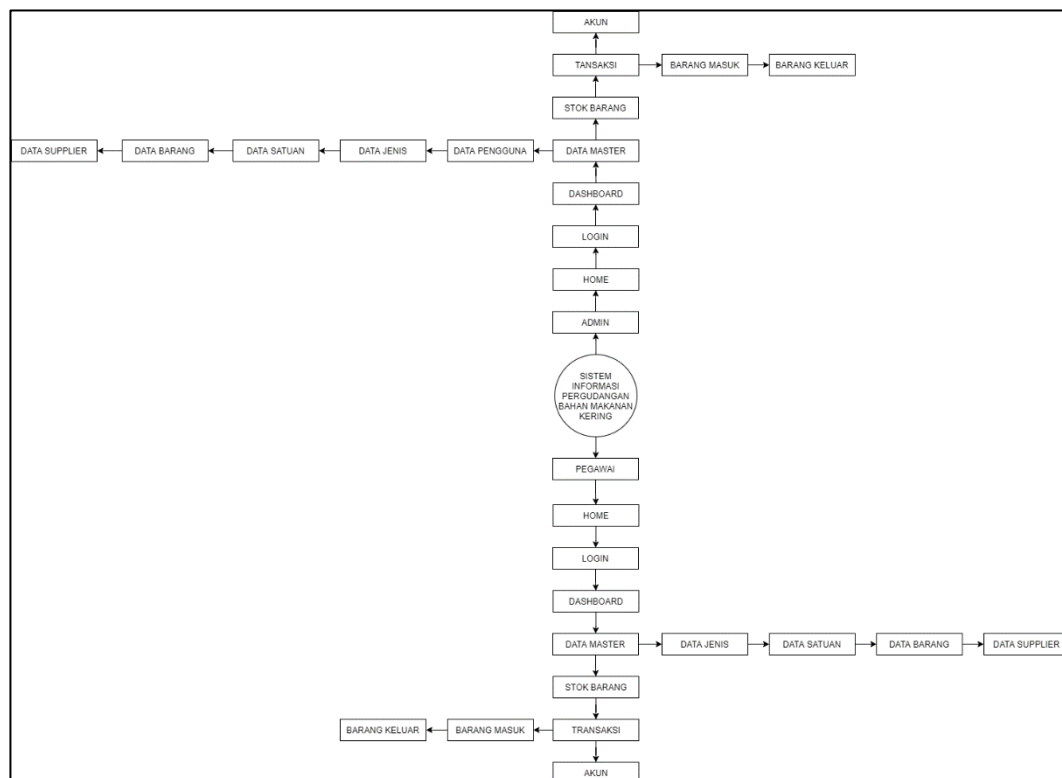 AKUN
TANSAKSI
BARANG MASUK
BARANG KELUAR
STOK BARANG
DATA SUPPLIER
DATA BARANG
DATA SATUAN
DATA JENIS
DATA PENGGUNA
DATA MASTER
DASHBOARD
LOGIN
HOME
ADMIN
SISTEM
INFORMASI
PERGUDANGAN
BAHAN MAKANAN
KERING
PEGAWAI
HOME
LOGIN
DASHBOARD
DATA MASTER
DATA JENIS
DATA SATUAN
DATA BARANG
DATA SUPPLIER
STOK BARANG
BARANG KELUAR
BARANG MASUK
TRANSAKSI
AKUN